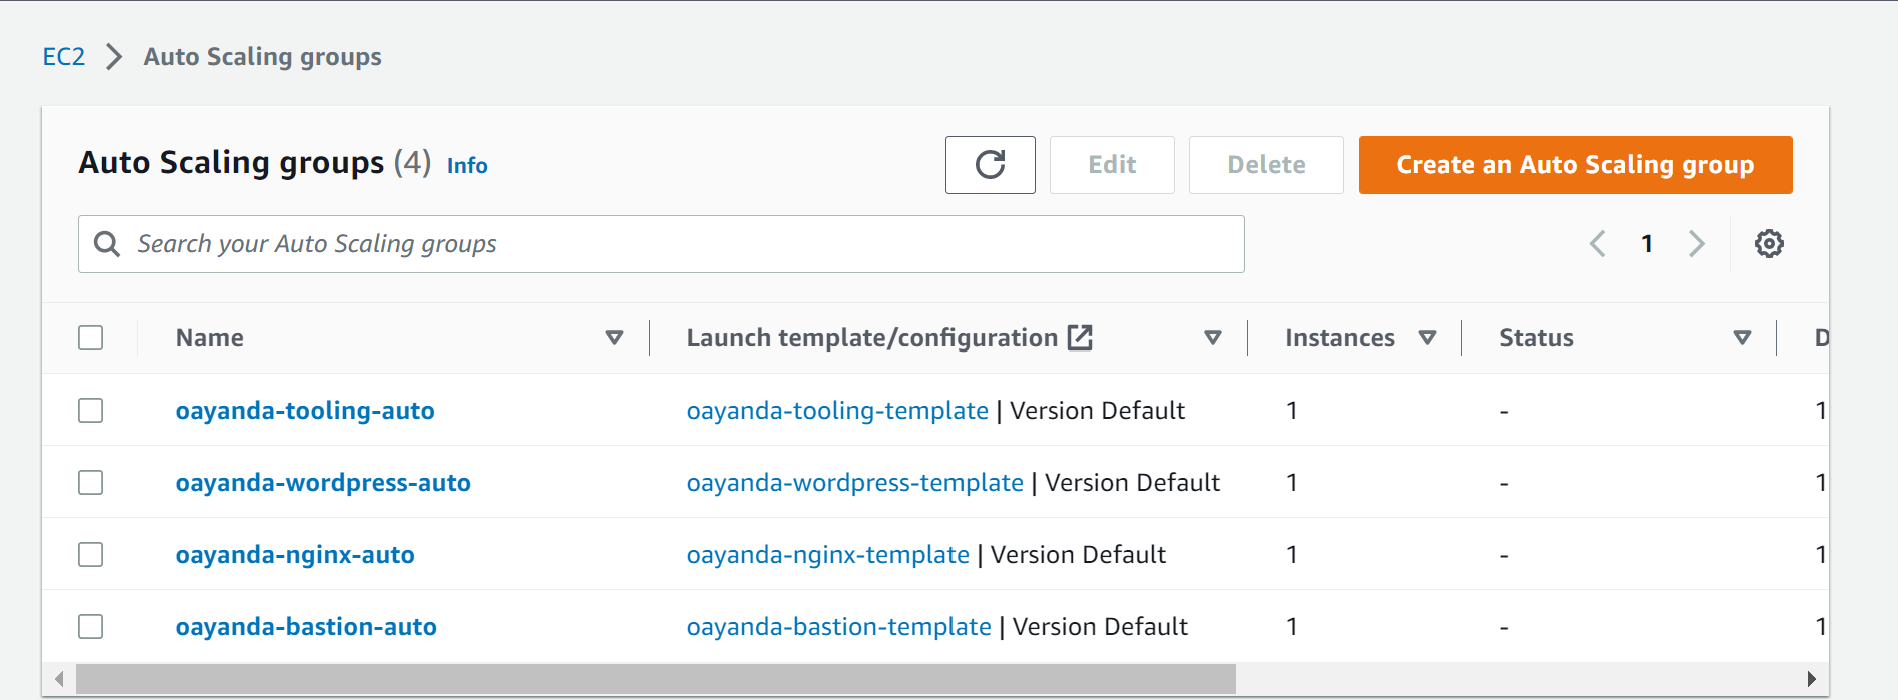 EC2 > Auto Scaling groups
Auto Scaling groups (4) Info
Edit
Delete
Create an Auto Scaling group
Search your Auto Scaling groups
1
Name Launch template/configuration Instances Status
oayanda-tooling-auto oayanda-tooling-template | Version Default 1 - 1
oayanda-wordpress-auto oayanda-wordpress-template | Version Default 1 - 1
oayanda-nginx-auto oayanda-nginx-template | Version Default 1 - 1
oayanda-bastion-auto oayanda-bastion-template | Version Default 1 - 1